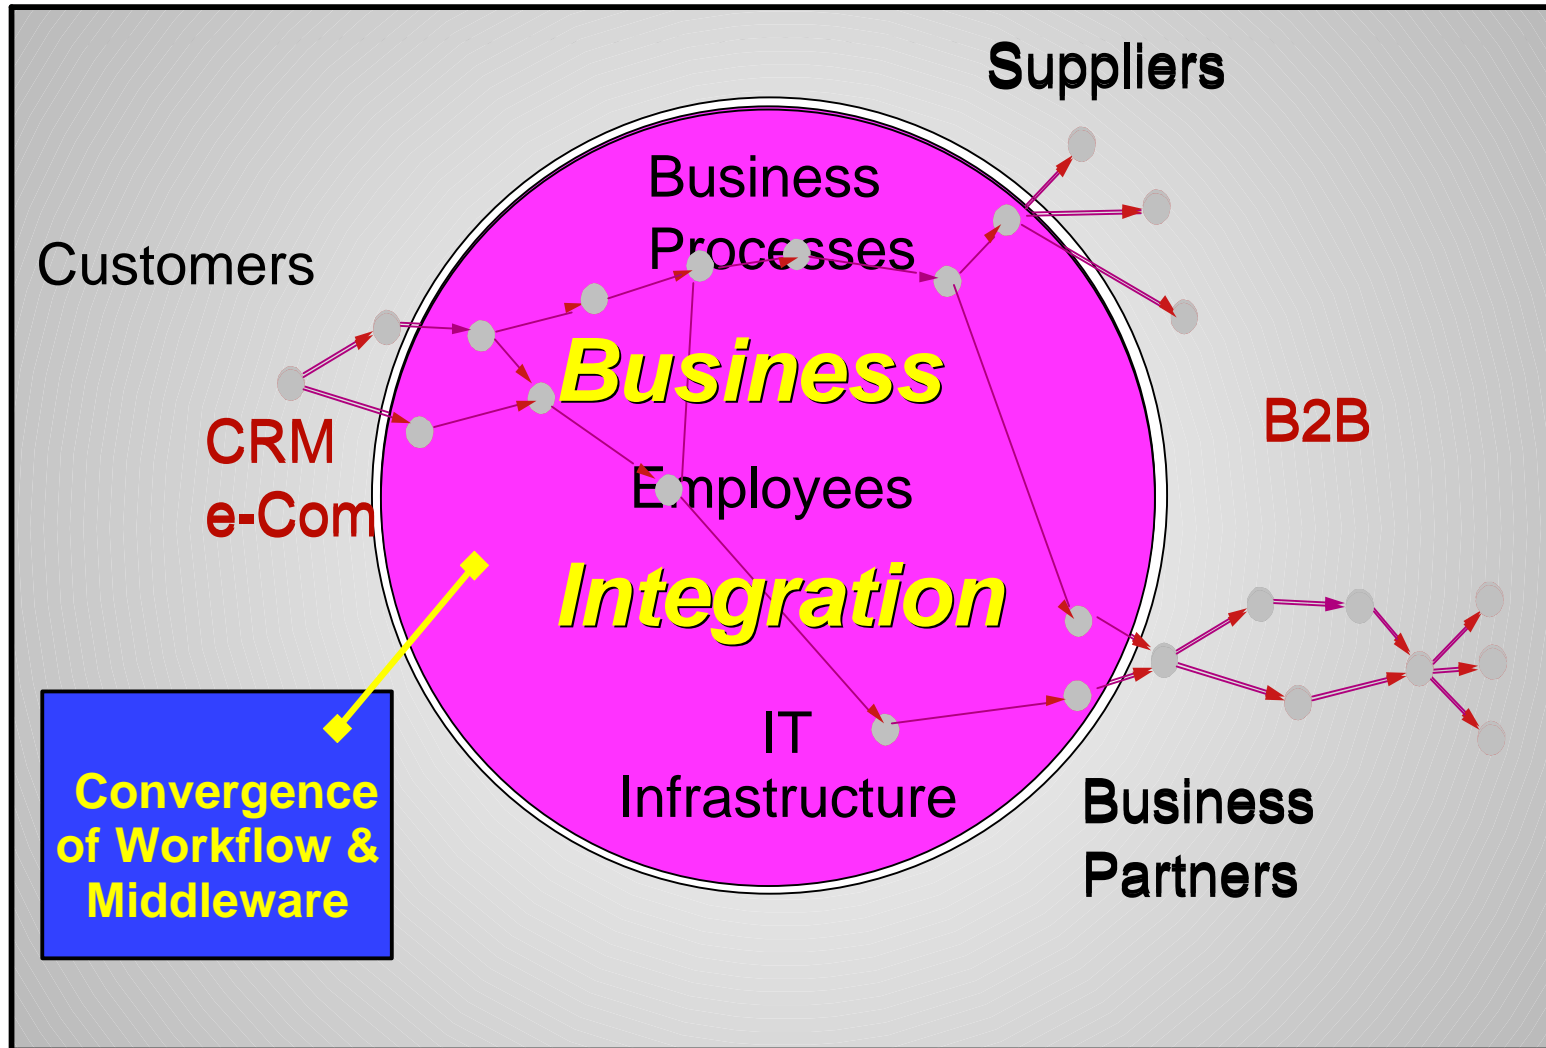 Suppliers
Business
Processes
Customers
Business
CRM
e-Com
B2B
Employees
Integration
IT
Infrastructure
Convergence
of Workflow &
Middleware
Business
Partners